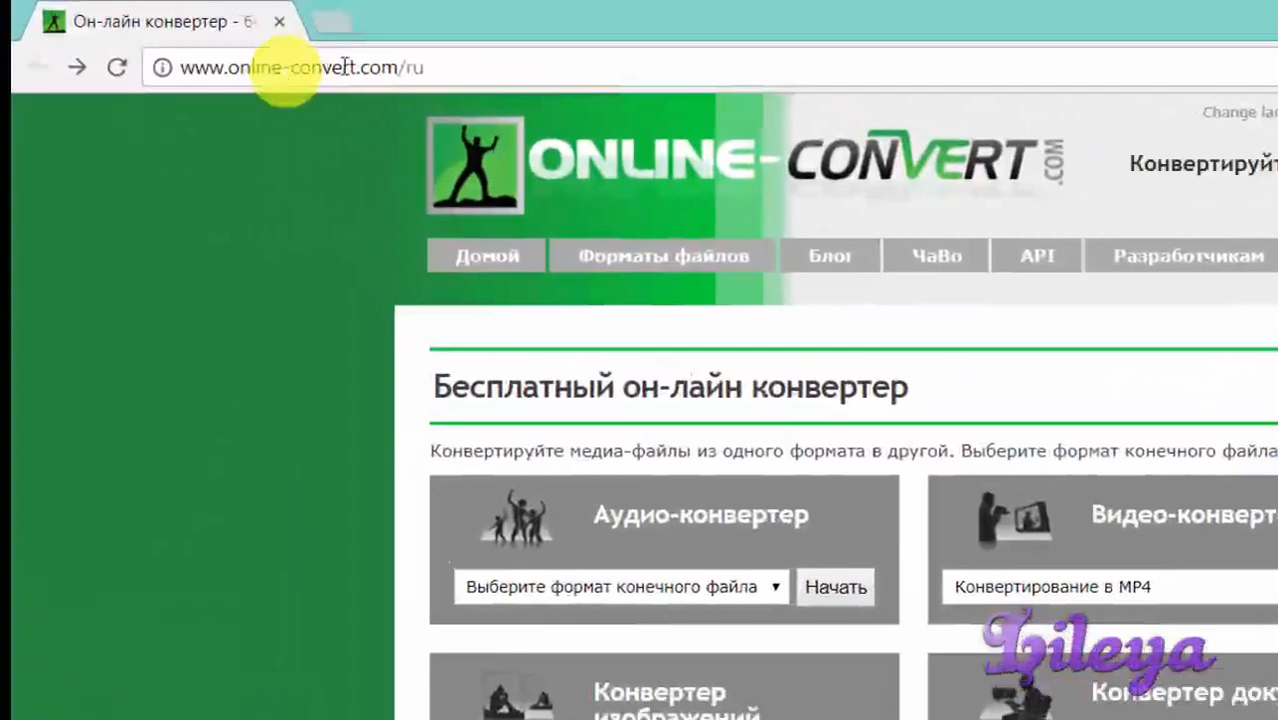 Он-лайн конвертер - б
www.online-convert.com/ru
Change la
ONLINE-CONVERT.COM
Конвертируйт
Домой Форматы файлов Блог ЧаВо API Разработчикам
Бесплатный он-лайн конвертер
Конвертируйте медиа-файлы из одного формата в другой. Выберите формат конечного файла
Аудио-конвертер
Видео-конверт
Выберите формат конечного файла Начать
Конвертирование в MP4
Lileya
Конвертер изображений
Конвертер док